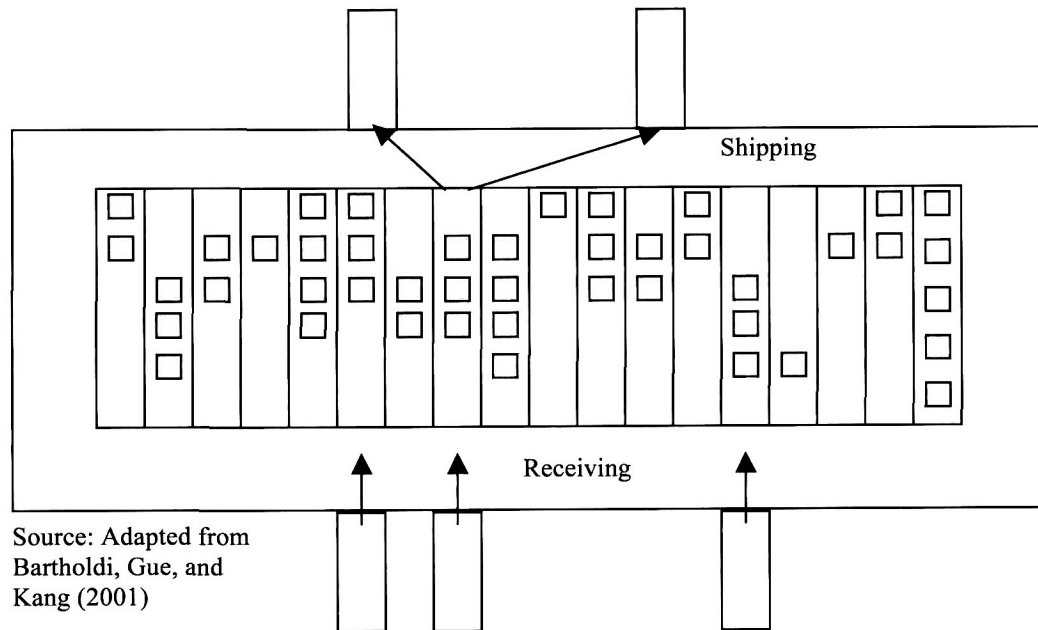 Shipping
Receiving
Source: Adapted from
Bartholdi, Gue, and
Kang (2001)